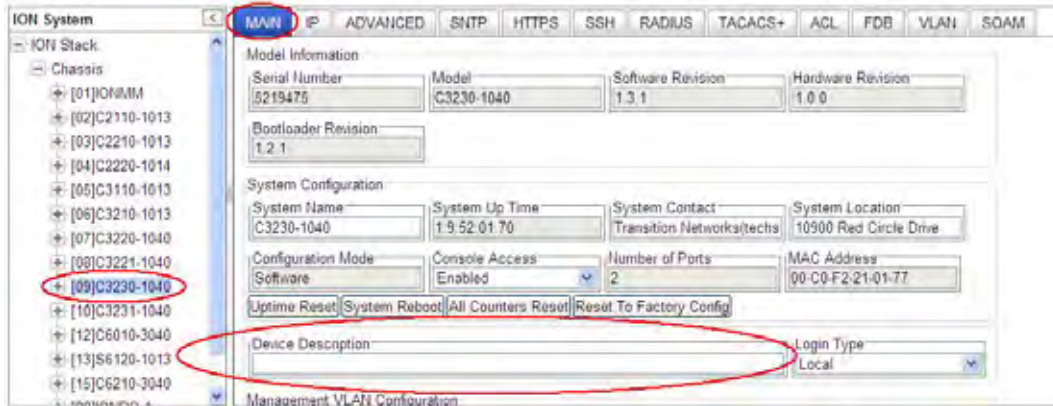 ION System
ION Stack
Chassis
[01]IONMM
[02]C2110-1013
[03]C2210-1013
[04]C2220-1014
[05]C3110-1013
[06]C3210-1013
[07]C3220-1040
[08]C3221-1040
[09]C3230-1040
[10]C3231-1040
[12]C6010-3040
[13]S6120-1013
[15]C6210-3040
MAIN IP ADVANCED SNTP HTTPS SSH RADIUS TACACS+ ACL FDB VLAN SOAM
Model Information
Serial Number Model Software Revision Hardware Revision
5219475 C3230-1040 1.3.1 1.0.0
Bootloader Revision
1.2.1
System Configuration
System Name System Up Time System Contact System Location
C3230-1040 1:9:52:01.70 Transition Networks(techs 10900 Red Circle Drive
Configuration Mode Console Access Number of Ports MAC Address
Software Enabled 2 00-C0-F2-21-01-77
Uptime Reset System Reboot All Counters Reset Reset To Factory Config
Device Description Login Type
Local
Management VLAN Configuration